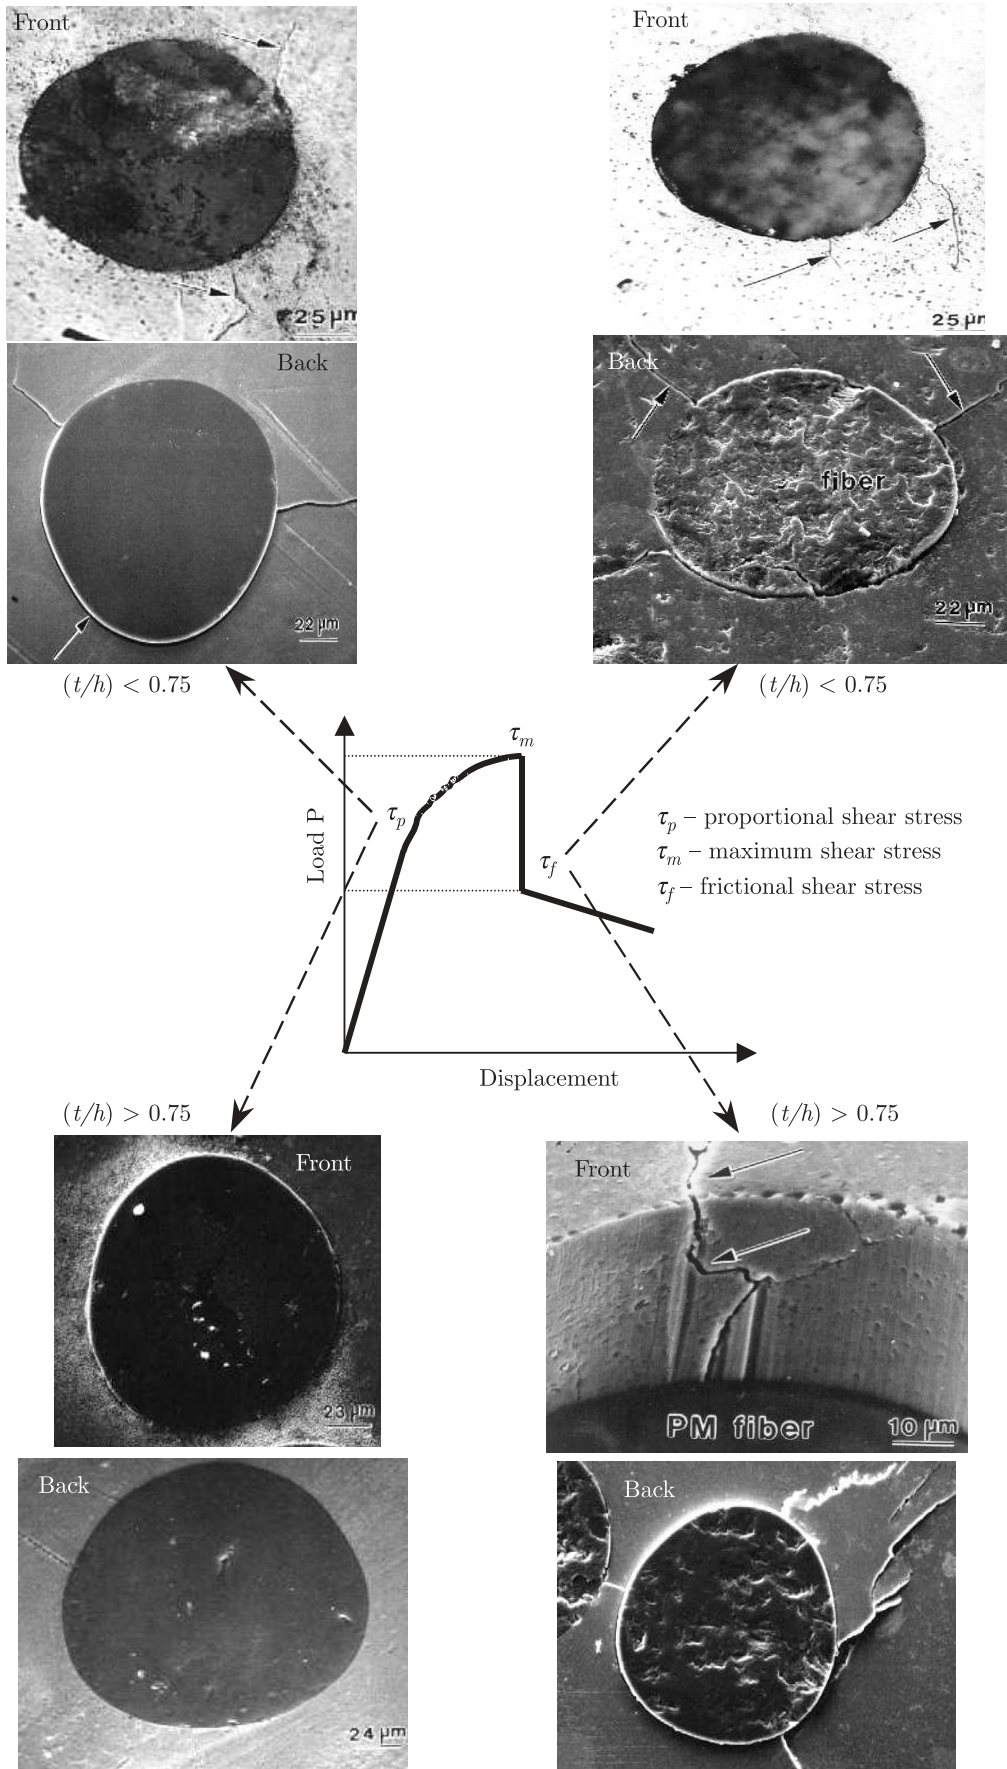 Front
25 μm
Front
25 μm
Back
22 μm
Back
fiber
22 μm
(t/h) < 0.75
(t/h) < 0.75
τm
τp
Load P
τf
τp – proportional shear stress
τm – maximum shear stress
τf – frictional shear stress
Displacement
(t/h) > 0.75
(t/h) > 0.75
Front
23 μm
Front
PM fiber
10 μm
Back
24 μm
Back